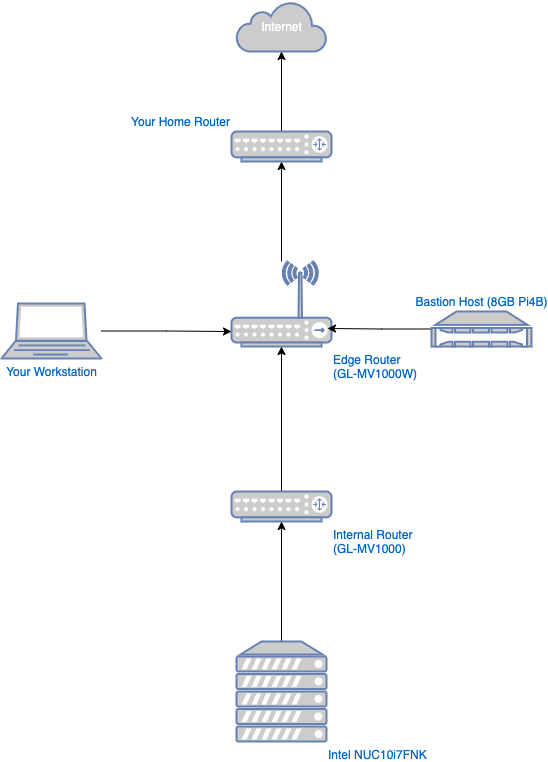 Internet
Your Home Router
Bastion Host (8GB Pi4B)
Your Workstation
Edge Router
(GL-MV1000W)
Internal Router
(GL-MV1000)
Intel NUC10i7FNK